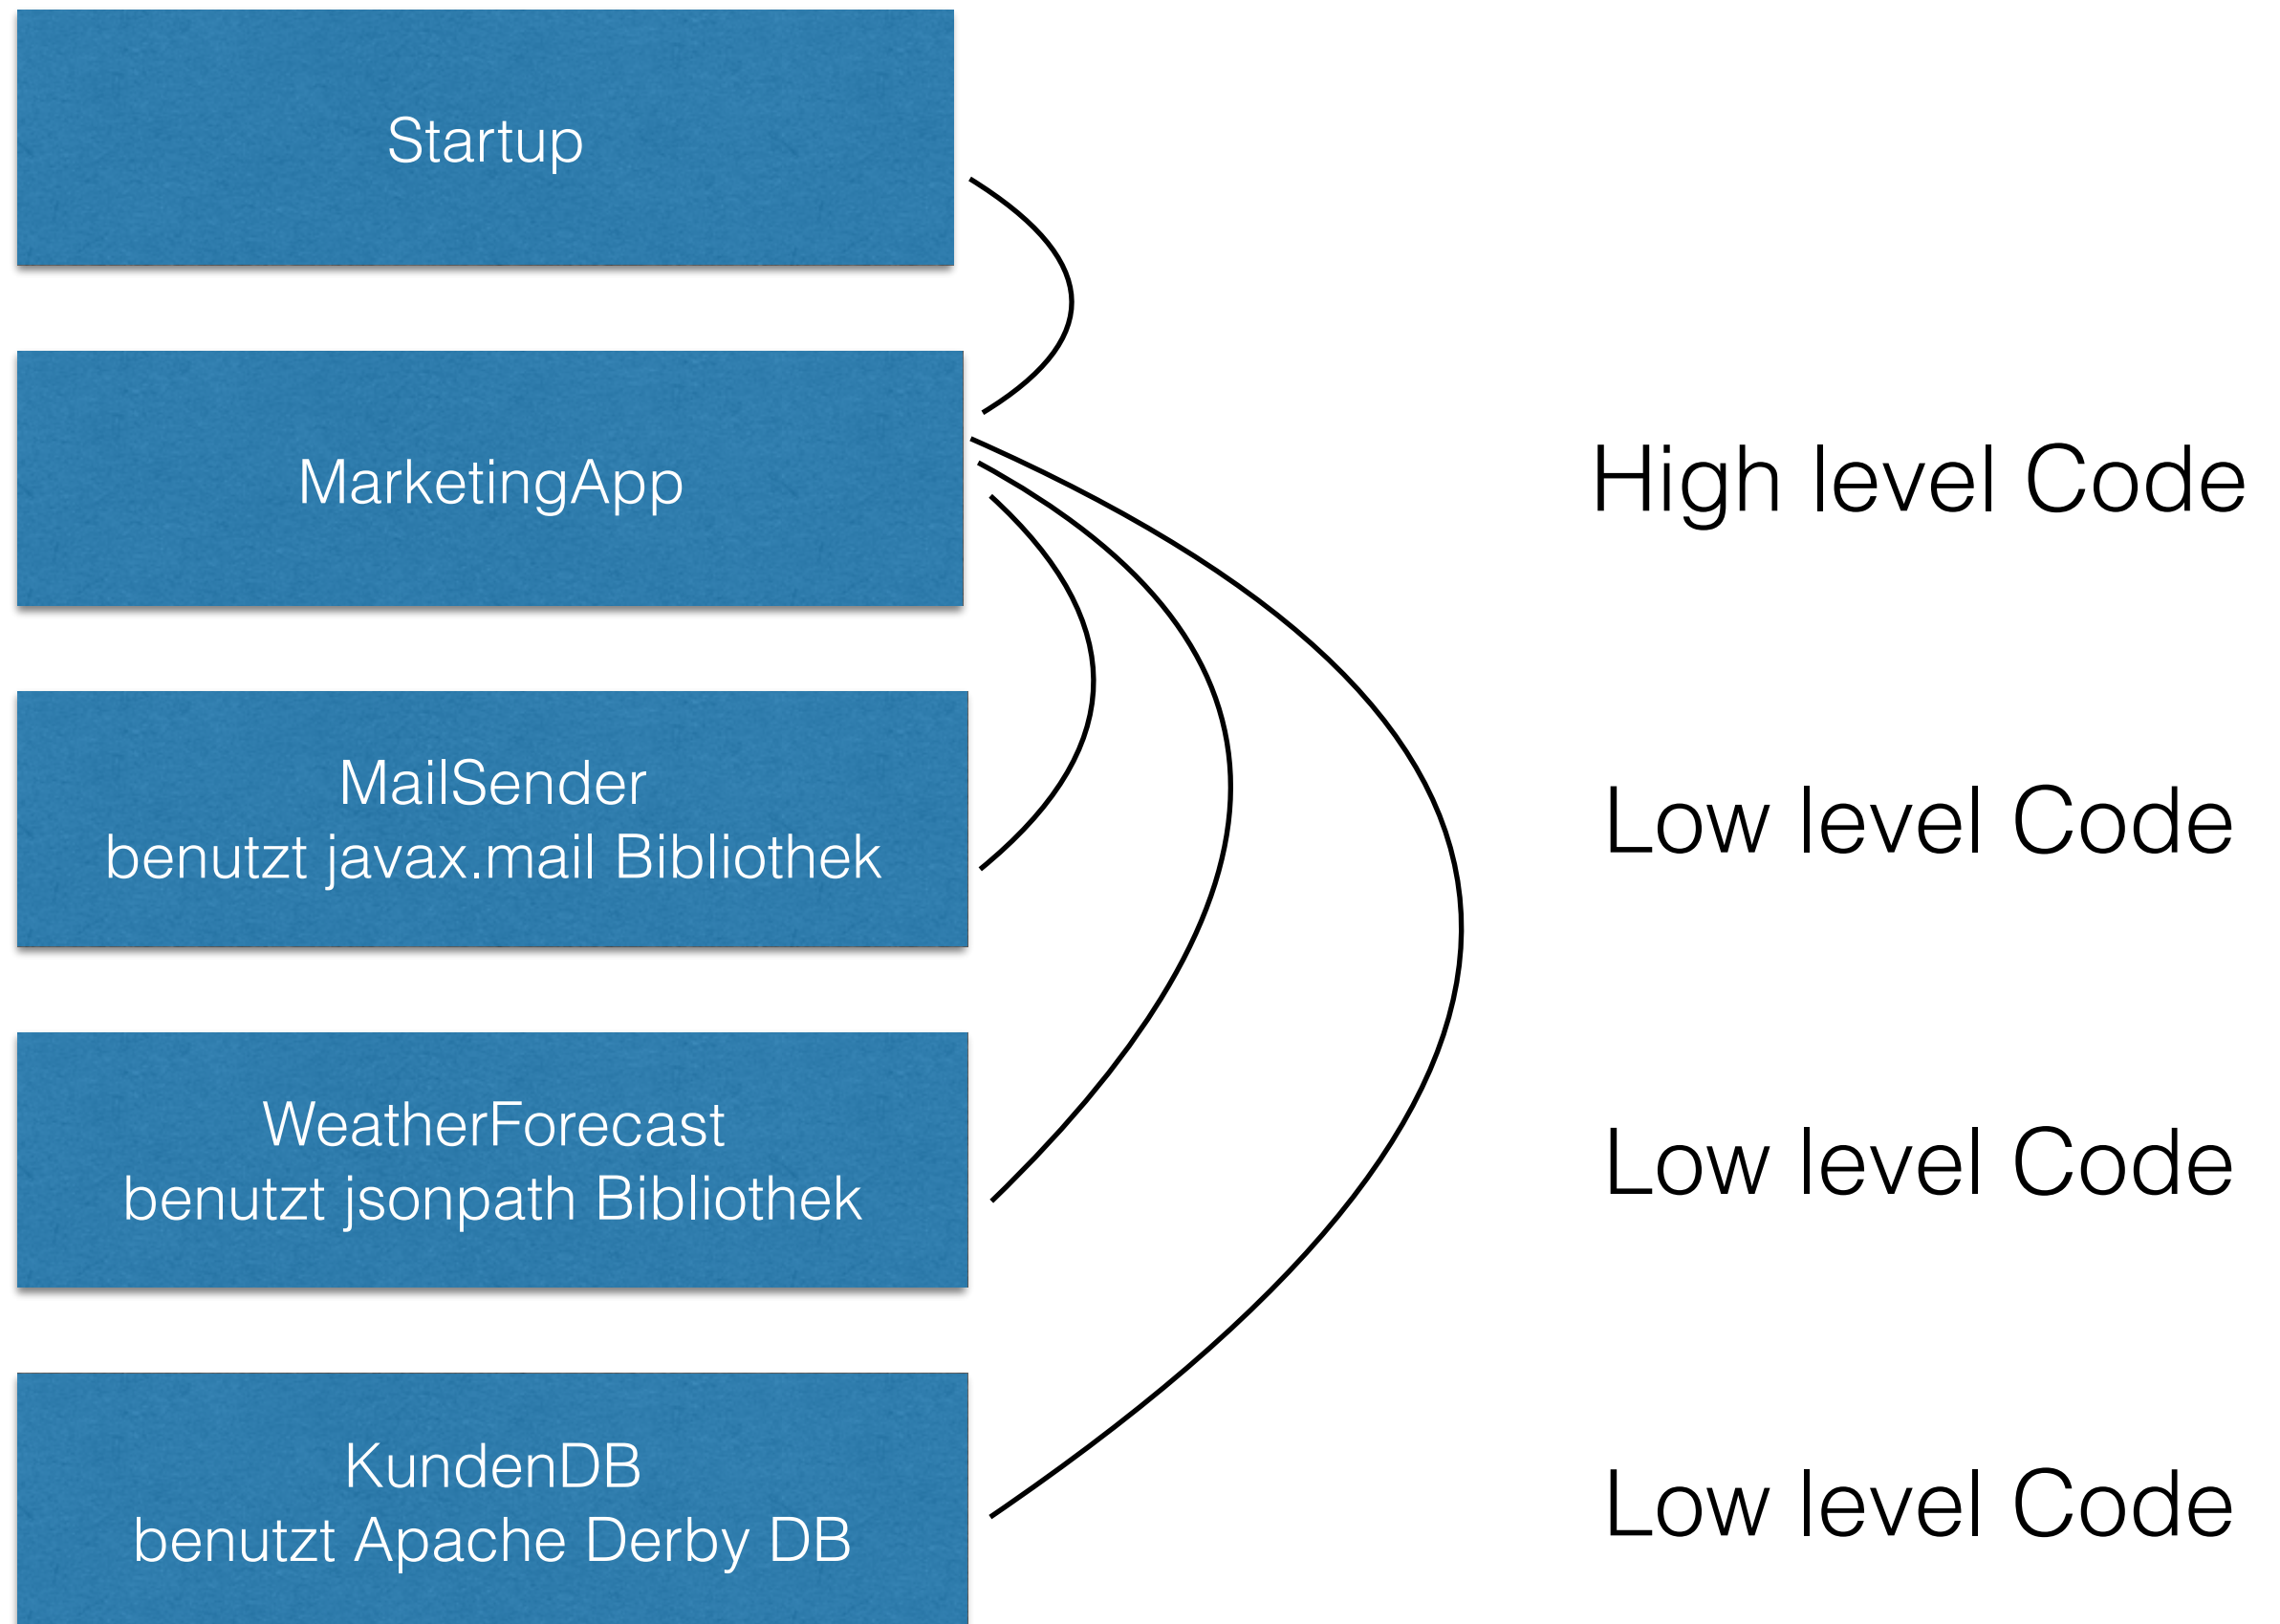 Startup
MarketingApp
High level Code
MailSender
benutzt javax.mail Bibliothek
Low level Code
WeatherForecast
benutzt jsonpath Bibliothek
Low level Code
KundenDB
benutzt Apache Derby DB
Low level Code